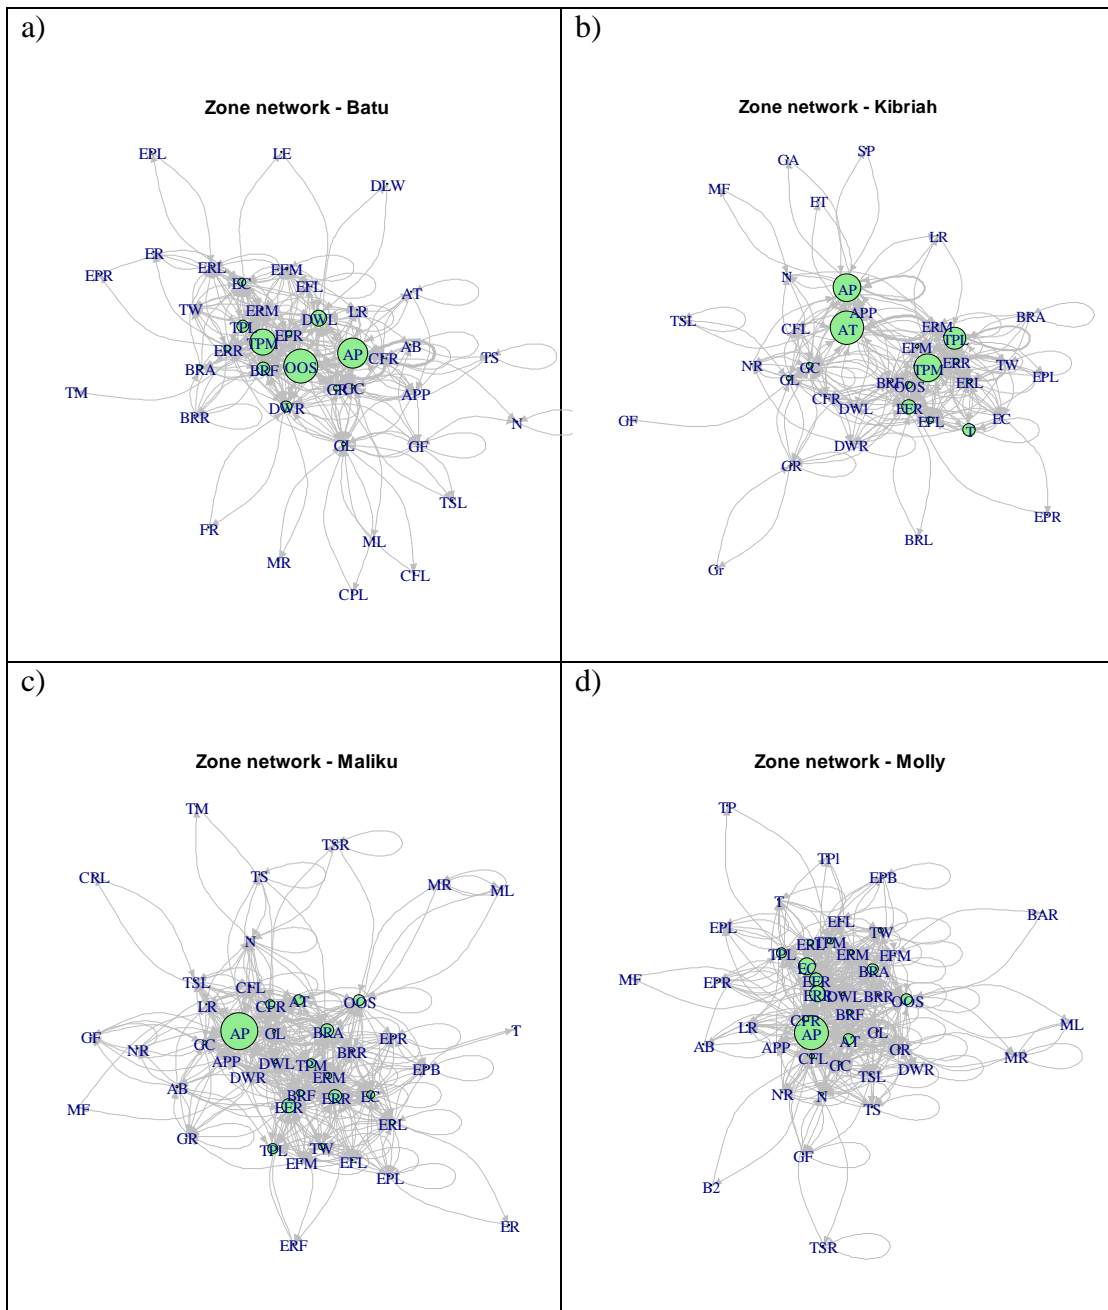 a)
Zone network - Batu
EPL
LE
DLW
ER
EPR
ERL
EC
EFM
EFL
AT
TW
ERM
LR
TPL
DWL
EFR
TPM
AB
ERR
AP
CFR
TS
BRA
BRF
OOS
TM
GR
GC
APP
DWR
BRR
N
GL
GF
TSL
FR
ML
MR
CFL
CPL
b)
Zone network - Kibriah
SP
GA
MF
ET
LR
N
AP
APP
TSL
CFL
AT
ERM
BRA
TPL
EFM
NR
GC
ERR
TW
TPM
GL
BRF
OOS
ERL
EPL
CFR
DWL
EER
GF
EPL
EC
T
DWR
GR
EPR
BRL
Gr
c)
Zone network - Maliku
TM
TSR
CRL
TS
MR
ML
N
TSL
CFL
LR
CPR
AT
OOS
AP
GL
BRA
T
GF
NR
GC
EPR
APP
DWL
TPM
BRR
EPB
DWR
ERM
AB
BRF
ERR
EC
MF
EER
ERL
GR
TPL
TW
EFM
EFL
EPL
ER
ERF
d)
Zone network - Molly
TP
TPl
EPB
T
BAR
EPL
EFL
TW
ERL
TPM
TPL
ERM
EFM
EC
BRA
MF
EPR
EER
ERR
DWL
BRR
OOS
BRF
CPR
LR
AP
GL
ML
AB
APP
AT
GR
CFL
MR
GC
DWR
TSL
NR
N
TS
GF
B2
TSR